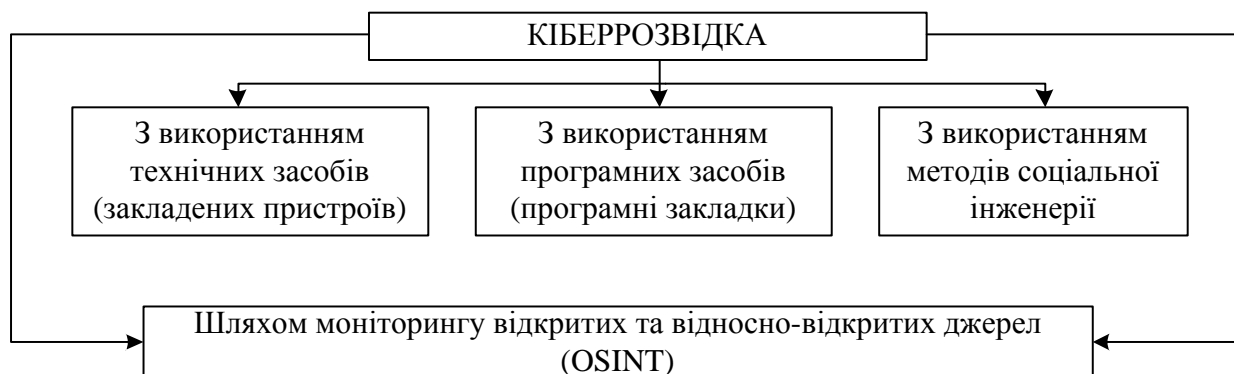 КІБЕРРОЗВІДКА
З використанням
технічних засобів
(закладених пристроїв)
З використанням
програмних засобів
(програмні закладки)
З використанням
методів соціальної
інженерії
Шляхом моніторингу відкритих та відносно-відкритих джерел
(OSINT)